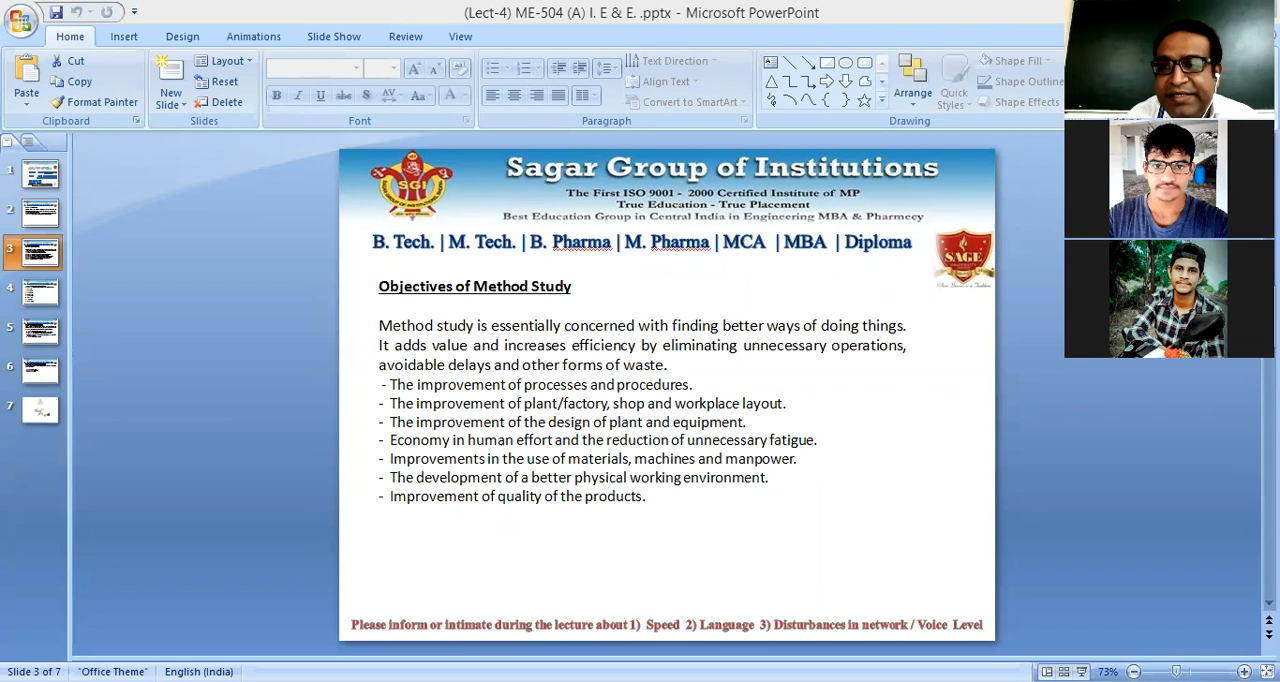 (Lect-4) ME-504 (A) I. E & E. .pptx - Microsoft PowerPoint
Home Insert Design Animations Slide Show Review View
Paste
Cut
Copy
Format Painter
Clipboard
New Slide
Layout
Reset
Delete
Slides
B I U abc S AV Aa A
Font
Text Direction
Align Text
Convert to SmartArt
Paragraph
Arrange
Quick Styles
Shape Fill
Shape Outline
Shape Effects
Drawing
1
2
3
4
5
6
7
SGI
Sagar Group of Institutions
The First ISO 9001 - 2000 Certified Institute of MP
True Education - True Placement
Best Education Group in Central India in Engineering MBA & Pharmecy
B. Tech. | M. Tech. | B. Pharma | M. Pharma | MCA | MBA | Diploma
SAGE
Objectives of Method Study
Method study is essentially concerned with finding better ways of doing things.
It adds value and increases efficiency by eliminating unnecessary operations,
avoidable delays and other forms of waste.
- The improvement of processes and procedures.
- The improvement of plant/factory, shop and workplace layout.
- The improvement of the design of plant and equipment.
- Economy in human effort and the reduction of unnecessary fatigue.
- Improvements in the use of materials, machines and manpower.
- The development of a better physical working environment.
- Improvement of quality of the products.
Please inform or intimate during the lecture about 1) Speed 2) Language 3) Disturbances in network / Voice Level
Slide 3 of 7 "Office Theme" English (India) 73%